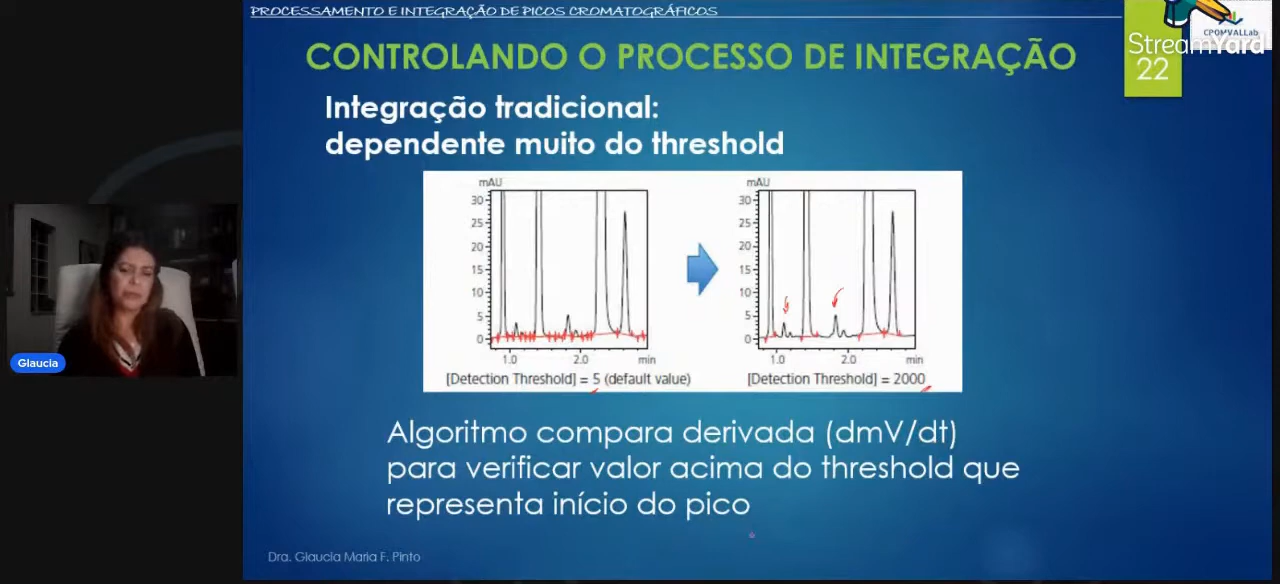 PROCESSAMENTO E INTEGRAÇÃO DE PICOS CROMATOGRÁFICOS
CPQMVALLab
StreamYard
22
CONTROLANDO O PROCESSO DE INTEGRAÇÃO
Integração tradicional:
dependente muito do threshold
mAU
30
25
20
15
10
5
0
1.0
2.0
min
[Detection Threshold] = 5 (default value)
mAU
30
25
20
15
10
5
0
1.0
2.0
min
[Detection Threshold] = 2000
Glaucia
Algoritmo compara derivada (dmV/dt)
para verificar valor acima do threshold que
representa início do pico
Dra. Glaucia Maria F. Pinto